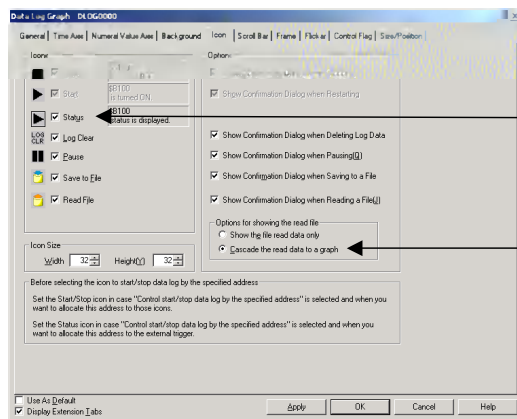 Data Log Graph DLOG0000
General Time Axes Numeral Value Axes Background Icon Scroll Bar Frame Flicker Control Flag Size/Position
Icons
Options
Start
$B100
is turned ON.
Show Confirmation Dialog when Restarting
Status
$B100
status is displayed.
LOG
CLR
Log Clear
Show Confirmation Dialog when Deleting Log Data
Pause
Show Confirmation Dialog when Pausing(Q)
Save to File
Show Confirmation Dialog when Saving to a File
Read File
Show Confirmation Dialog when Reading a File(J)
Options for showing the read file
Show the file read data only
Cascade the read data to a graph
Icon Size
Width 32 Height(Y) 32
Before selecting the icon to start/stop data log by the specified address
Set the Start/Stop icon in case "Control start/stop data log by the specified address" is selected and when you
want to allocate this address to those icons.
Set the Status icon in case "Control start/stop data log by the specified address" is selected and when you
want to allocate this address to the external trigger.
Use As Default
Display Extension Tabs
Apply OK Cancel Help